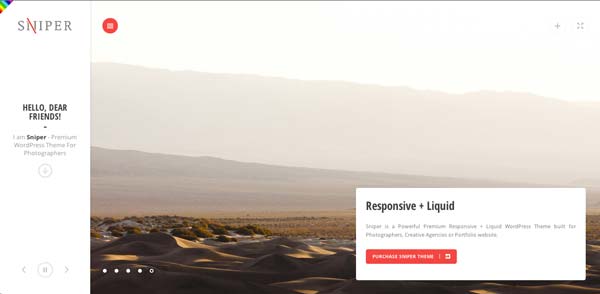 SNIPER
HELLO, DEAR
FRIENDS!
I am Sniper - Premium
WordPress Theme For
Photographers
Responsive + Liquid
Sniper is a Powerful Premium Responsive + Liquid WordPress Theme built for
Photographers, Creative Agencies or Portfolio website.
PURCHASE SNIPER THEME